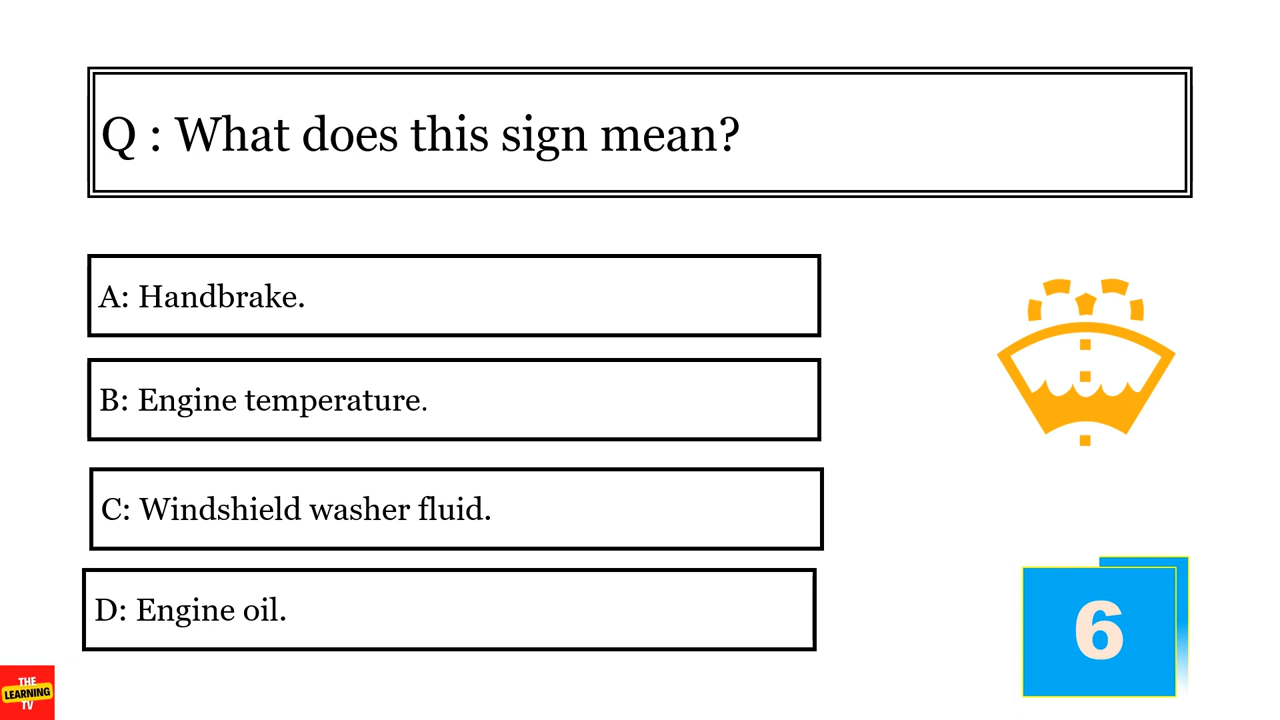 Q : What does this sign mean?
A: Handbrake.
B: Engine temperature.
C: Windshield washer fluid.
D: Engine oil.
6
THE
LEARNING
TV